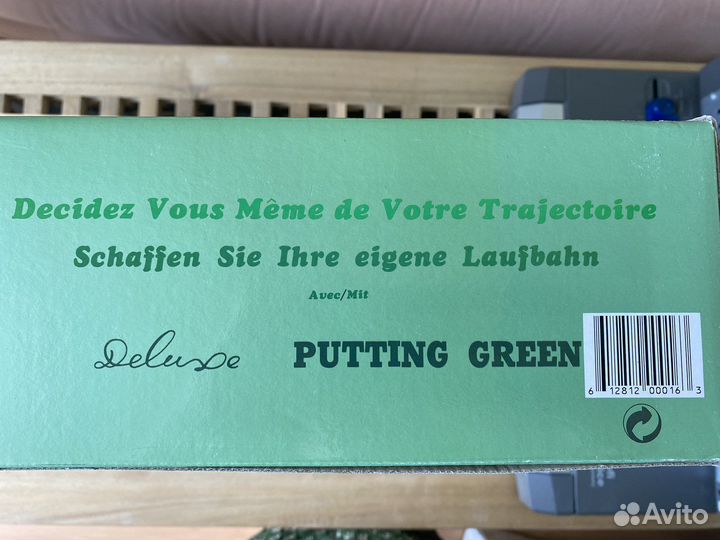 Decidez Vous Même de Votre Trajectoire
Schaffen Sie Ihre eigene Laufbahn
Avec/Mit
Deluxe PUTTING GREEN
6 12812 00016 3
Avito